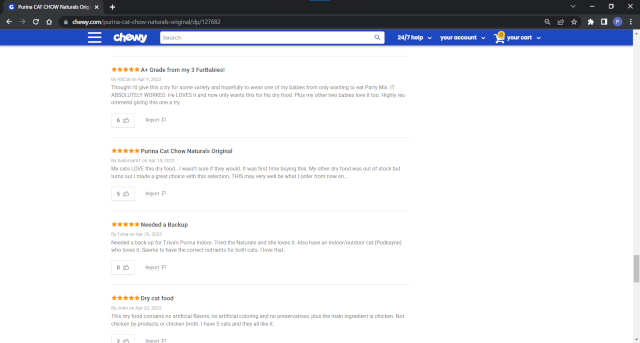 Purina CAT CHOW Naturals Orig
chewy.com/purina-cat-chow-naturals-original/dp/127682
chewy
Search
24/7 help
your account
0
your cart
A+ Grade from my 3 FurBabies!
By KitCat on Apr 9, 2022
Thought I'd give this a try for some variety and hopefully to wean one of my babies from only wanting to eat Party Mix. IT
ABSOLUTELY WORKED. He LOVES it and now only wants this for his dry food. Plus my other two babies love it too. Highly rec-
ommend giving this one a try.
6
Report
Purina Cat Chow Naturals Original
on Apr 13, 2022
My cats LOVE this dry food...I wasn't sure if they would. It was first time buying this. My other dry food was out of stock but
turns out I made a great choice with this selection. THIS may very well be what I order from now on...
5
Report
Needed a Backup
By Tziva on Apr 26, 2022
Needed a back-up for Tziva's Purina Indoor. Tried the Naturals and she loves it. Also have an indoor/outdoor cat (Podkayne)
who loves it. Seems to have the correct nutrients for both cats. I love that.
0
Report
Dry cat food
By John on Apr 23, 2022
This dry food contains no artificial flavors, no artificial coloring and no preservatives, plus the main ingredient is chicken. Not
chicken by-products or chicken broth. I have 5 cats and they all like it.
2
Report